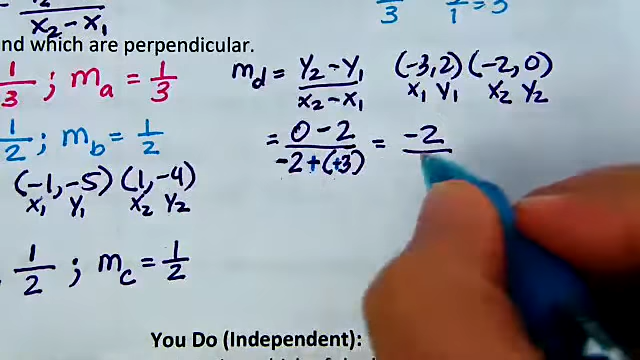 x₂ - x₁
3
1 = 3
nd which are perpendicular.
1/3 ; mₐ = 1/3
m_d = Y₂ - Y₁ / x₂ - x₁ (-3, 2) (-2, 0)
x₁ Y₁ x₂ Y₂
1/2 ; m_b = 1/2
= 0 - 2 / -2 + (+3) = -2
(-1, -5) (1, -4)
x₁ Y₁ x₂ Y₂
1/2 ; m_c = 1/2
You Do (Independent):